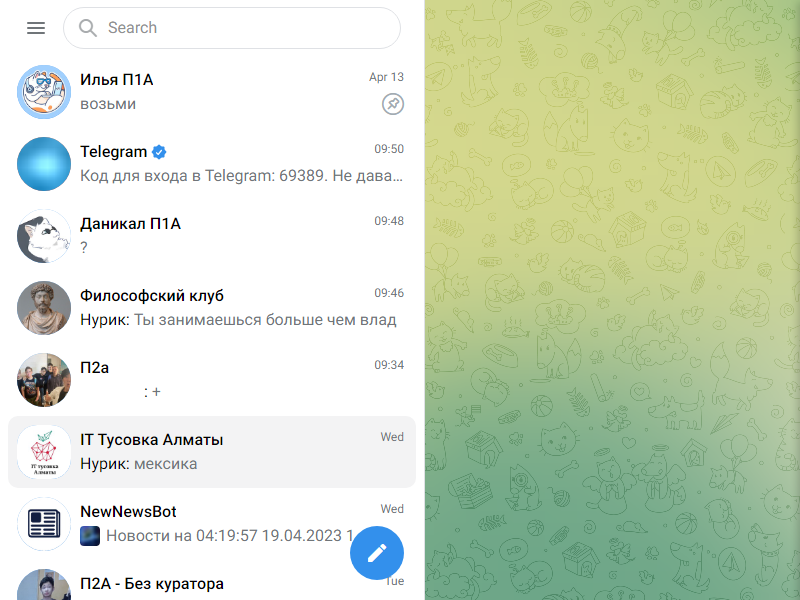 Search
Илья П1А
Apr 13
возьми
Telegram
09:50
Код для входа в Telegram: 69389. Не дава...
Даникал П1А
09:48
?
Философский клуб
09:46
Нурик: Ты занимаешься больше чем влад
П2а
09:34
: +
IT Тусовка Алматы
Wed
Нурик: мексика
IT тусовка
Алматы
NewNewsBot
Wed
Новости на 04:19:57 19.04.2023 1
П2А - Без куратора
Tue